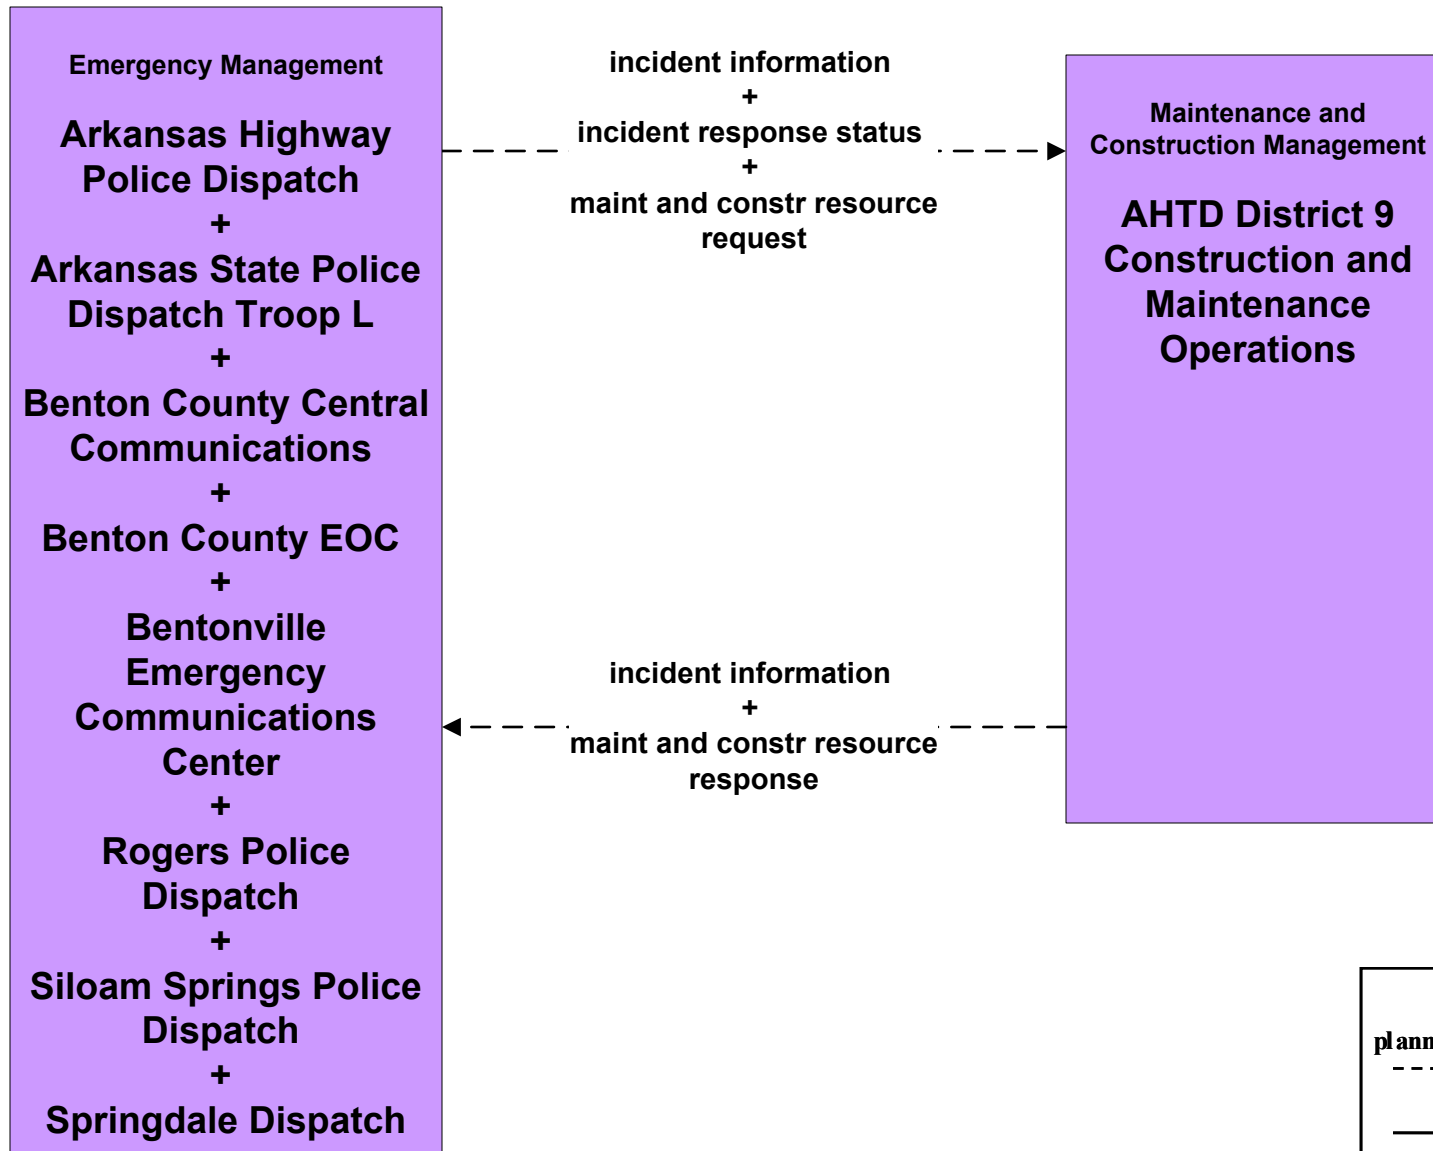 Emergency Management
Arkansas Highway
Police Dispatch
+
Arkansas State Police
Dispatch Troop L
+
Benton County Central
Communications
+
Benton County EOC
+
Bentonville
Emergency
Communications
Center
+
Rogers Police
Dispatch
+
Siloam Springs Police
Dispatch
+
Springdale Dispatch
incident information
+
incident response status
+
maint and constr resource
request
incident information
+
maint and constr resource
response
Maintenance and
Construction Management
AHTD District 9
Construction and
Maintenance
Operations